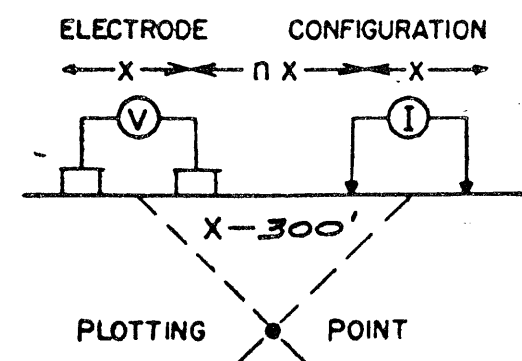 ELECTRODE CONFIGURATION
X n X X
V I
X-300'
PLOTTING POINT